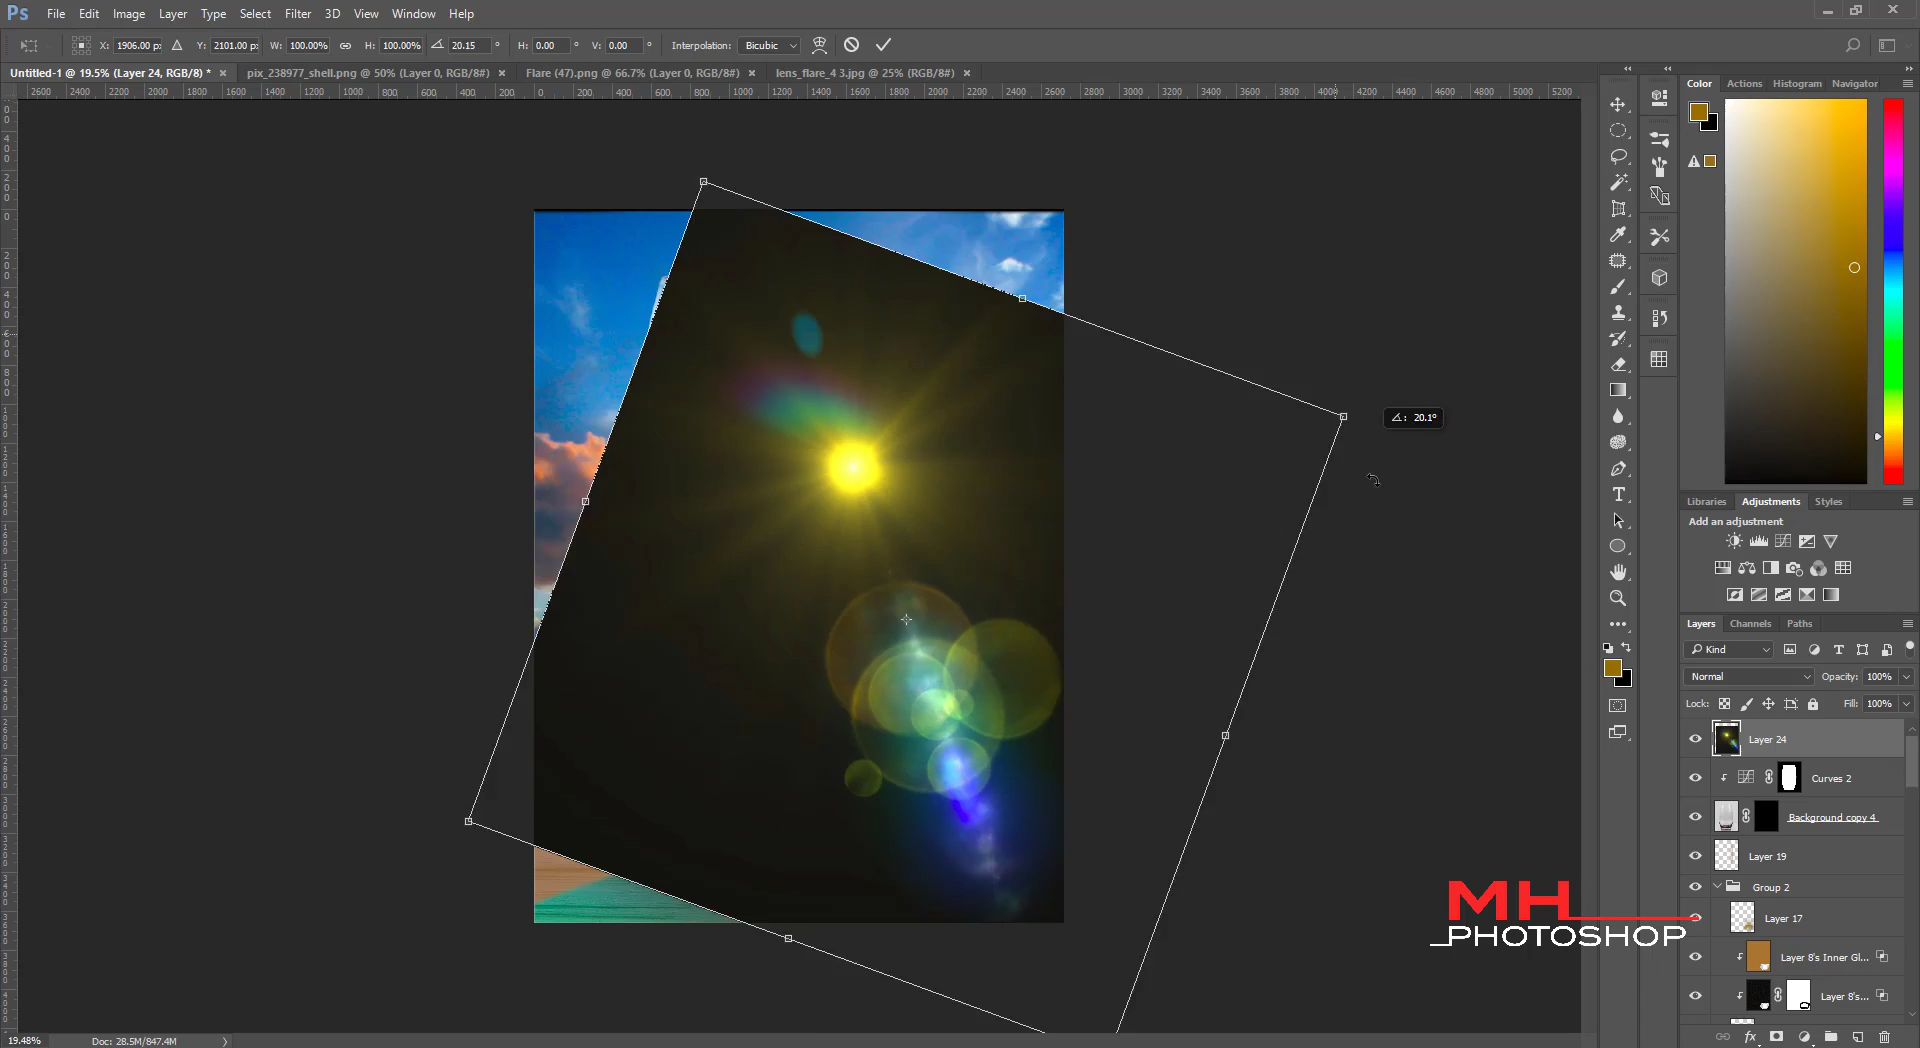 Ps File Edit Image Layer Type Select Filter 3D View Window Help
X: 1906.00 px Y: 2101.00 px W: 100.00% H: 100.00% 20.15 ° H: 0.00 ° V: 0.00 ° Interpolation: Bicubic
Untitled-1 @ 19.5% (Layer 24, RGB/8) * × pix_238977_shell.png @ 50% (Layer 0, RGB/8#) × Flare (47).png @ 66.7% (Layer 0, RGB/8#) × lens_flare_4 3.jpg @ 25% (RGB/8#) ×
2600 2400 2200 2000 1800 1600 1400 1200 1000 800 600 400 200 0 200 400 600 800 1000 1200 1400 1600 1800 2000 2200 2400 2600 2800 3000 3200 3400 3600 3800 4000 4200 4400 4600 4800 5000 5200
Color Actions Histogram Navigator
: 20.1°
Libraries Adjustments Styles
Add an adjustment
Layers Channels Paths
Kind
Normal Opacity: 100%
Lock: Fill: 100%
Layer 24
Curves 2
Background copy 4
Layer 19
Group 2
Layer 17
Layer 8's Inner Gl...
Layer 8's...
MH
PHOTOSHOP
19.48% Doc: 28.5M/847.4M